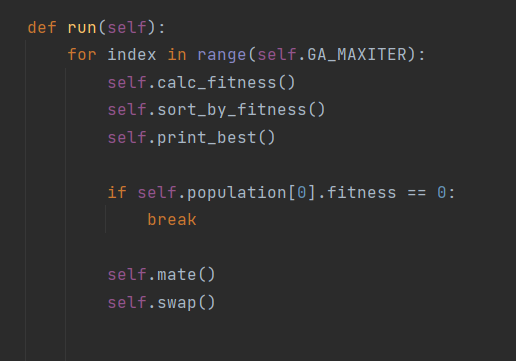 def run(self):
    for index in range(self.GA_MAXITER):
        self.calc_fitness()
        self.sort_by_fitness()
        self.print_best()
        if self.population[0].fitness == 0:
            break
        self.mate()
        self.swap()